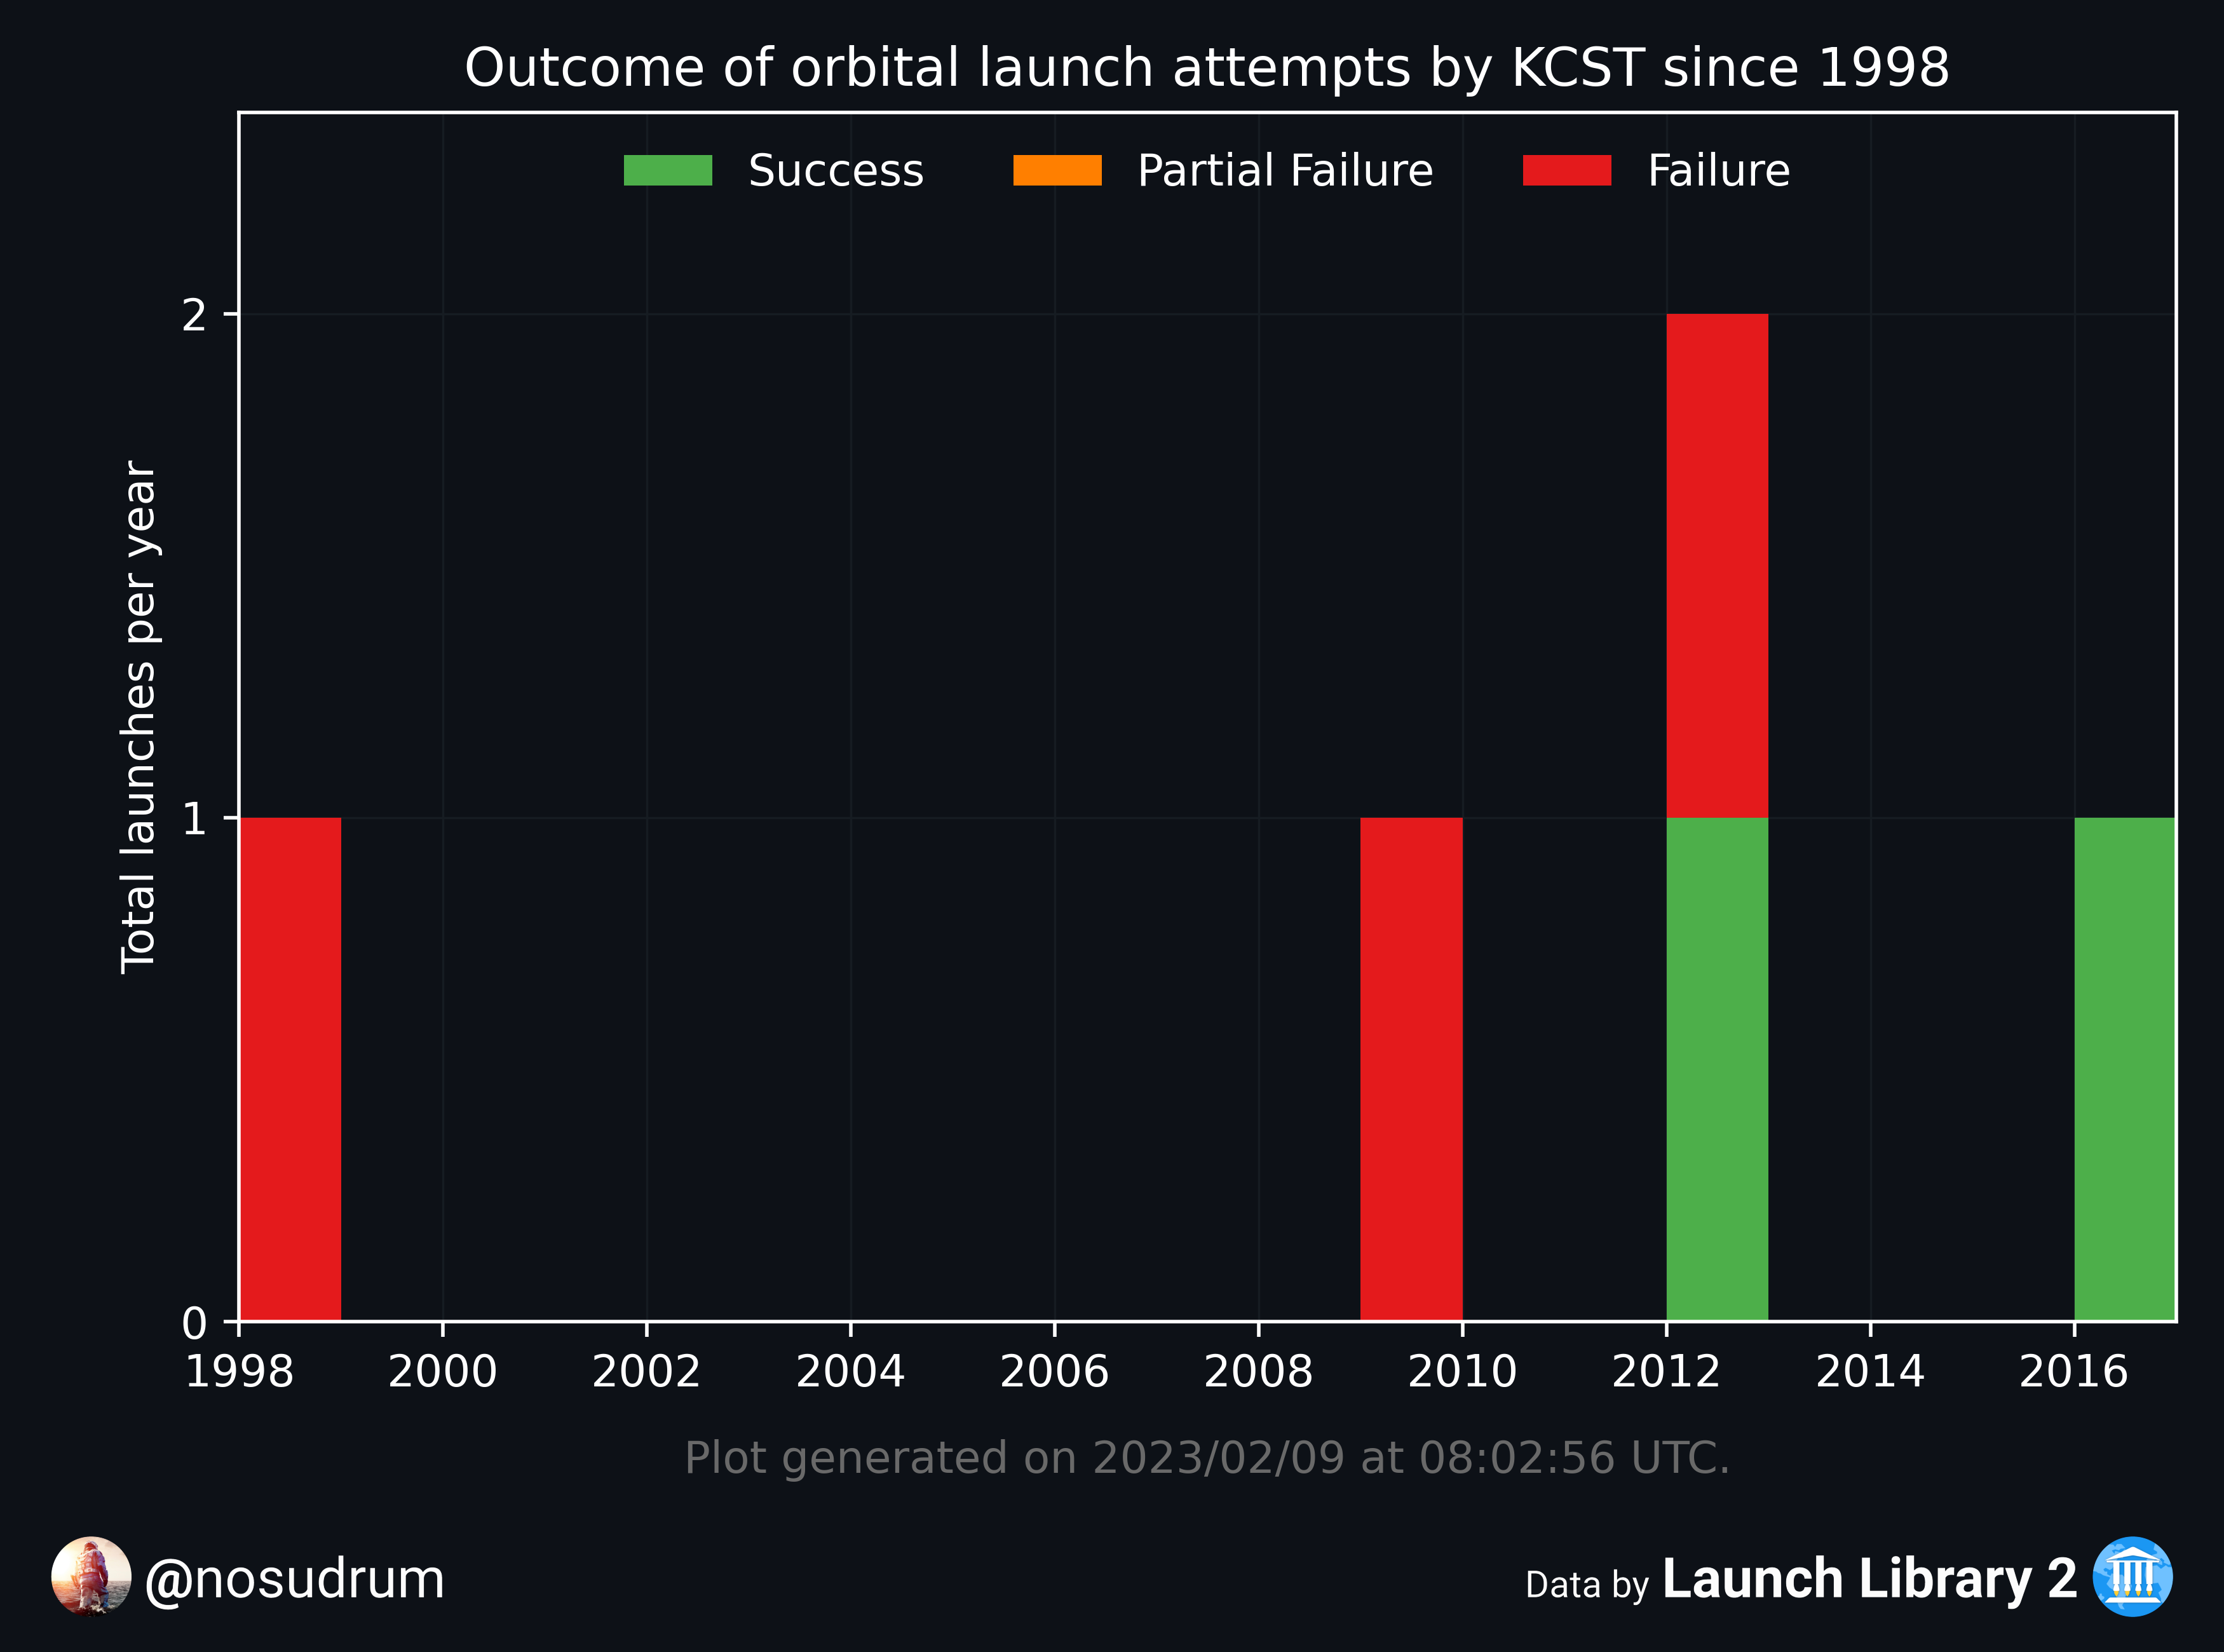 Outcome of orbital launch attempts by KCST since 1998
Success Partial Failure Failure
Total launches per year
2
1
0
1998 2000 2002 2004 2006 2008 2010 2012 2014 2016
Plot generated on 2023/02/09 at 08:02:56 UTC.
@nosudrum
Data by Launch Library 2